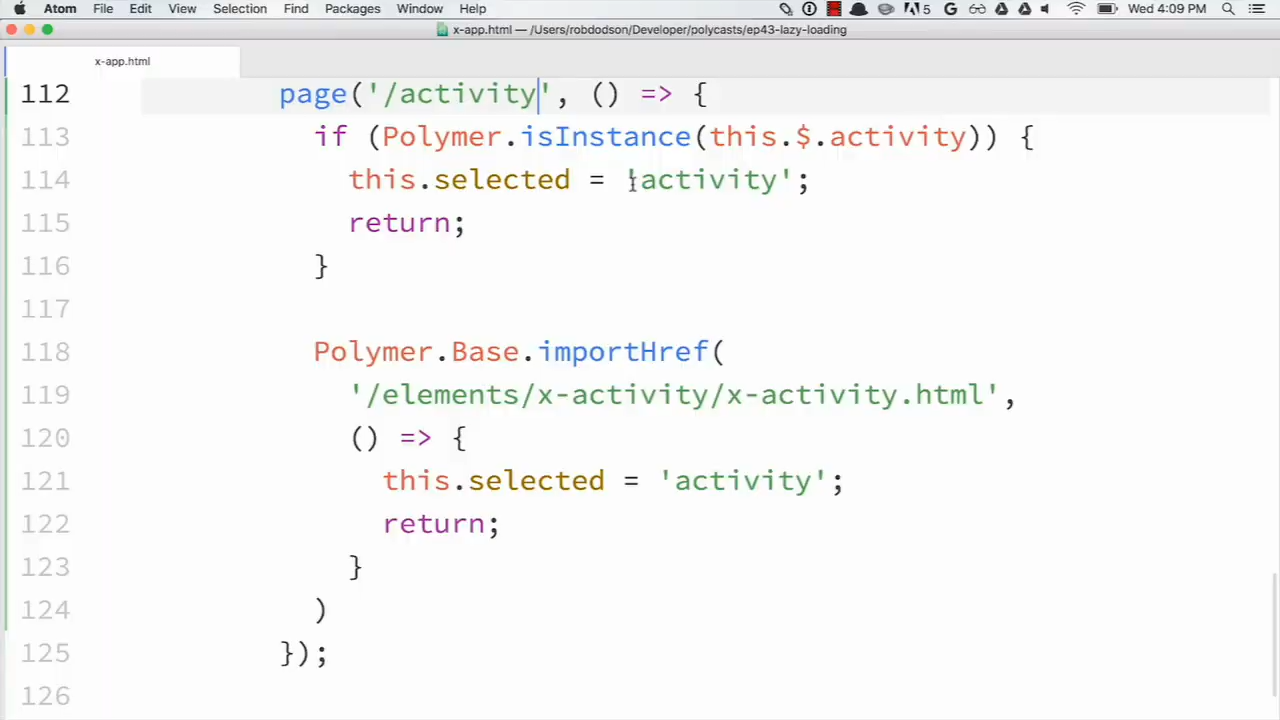 Atom File Edit View Selection Find Packages Window Help 5 Wed 4:09 PM
x-app.html — /Users/robdodson/Developer/polycasts/ep43-lazy-loading
x-app.html
112 page('/activity', () => {
113 if (Polymer.isInstance(this.$.activity)) {
114 this.selected = 'activity';
115 return;
116 }
117
118 Polymer.Base.importHref(
119 '/elements/x-activity/x-activity.html',
120 () => {
121 this.selected = 'activity';
122 return;
123 }
124 )
125 });
126